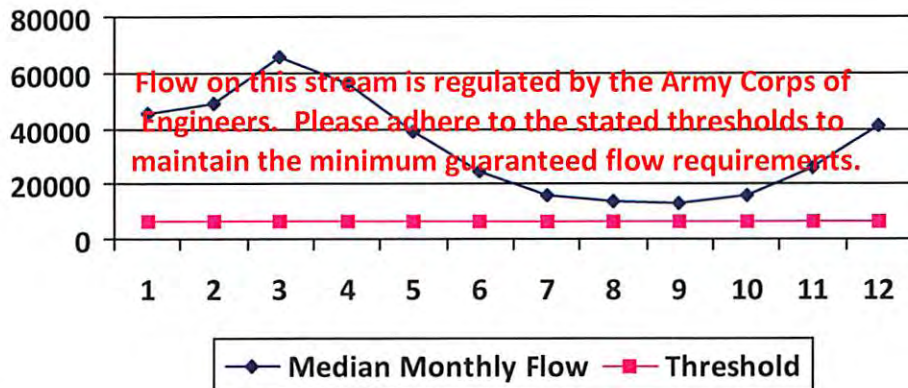 80000
60000
40000
20000
0
Flow on this stream is regulated by the Army Corps of
Engineers. Please adhere to the stated thresholds to
maintain the minimum guaranteed flow requirements.
1 2 3 4 5 6 7 8 9 10 11 12
Median Monthly Flow Threshold